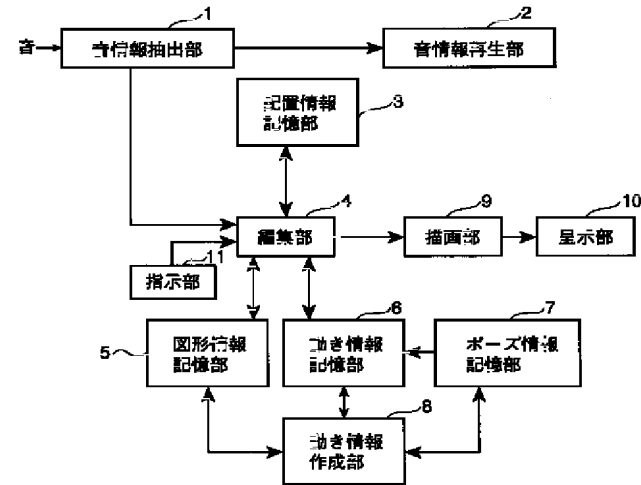 1
2
音
音情報抽出部
音情報再生部
配置情報
記憶部
3
4
9
10
編集部
描画部
呈示部
11
指示部
6
7
5
図形情報
記憶部
動き情報
記憶部
ポーズ情報
記憶部
8
動き情報
作成部